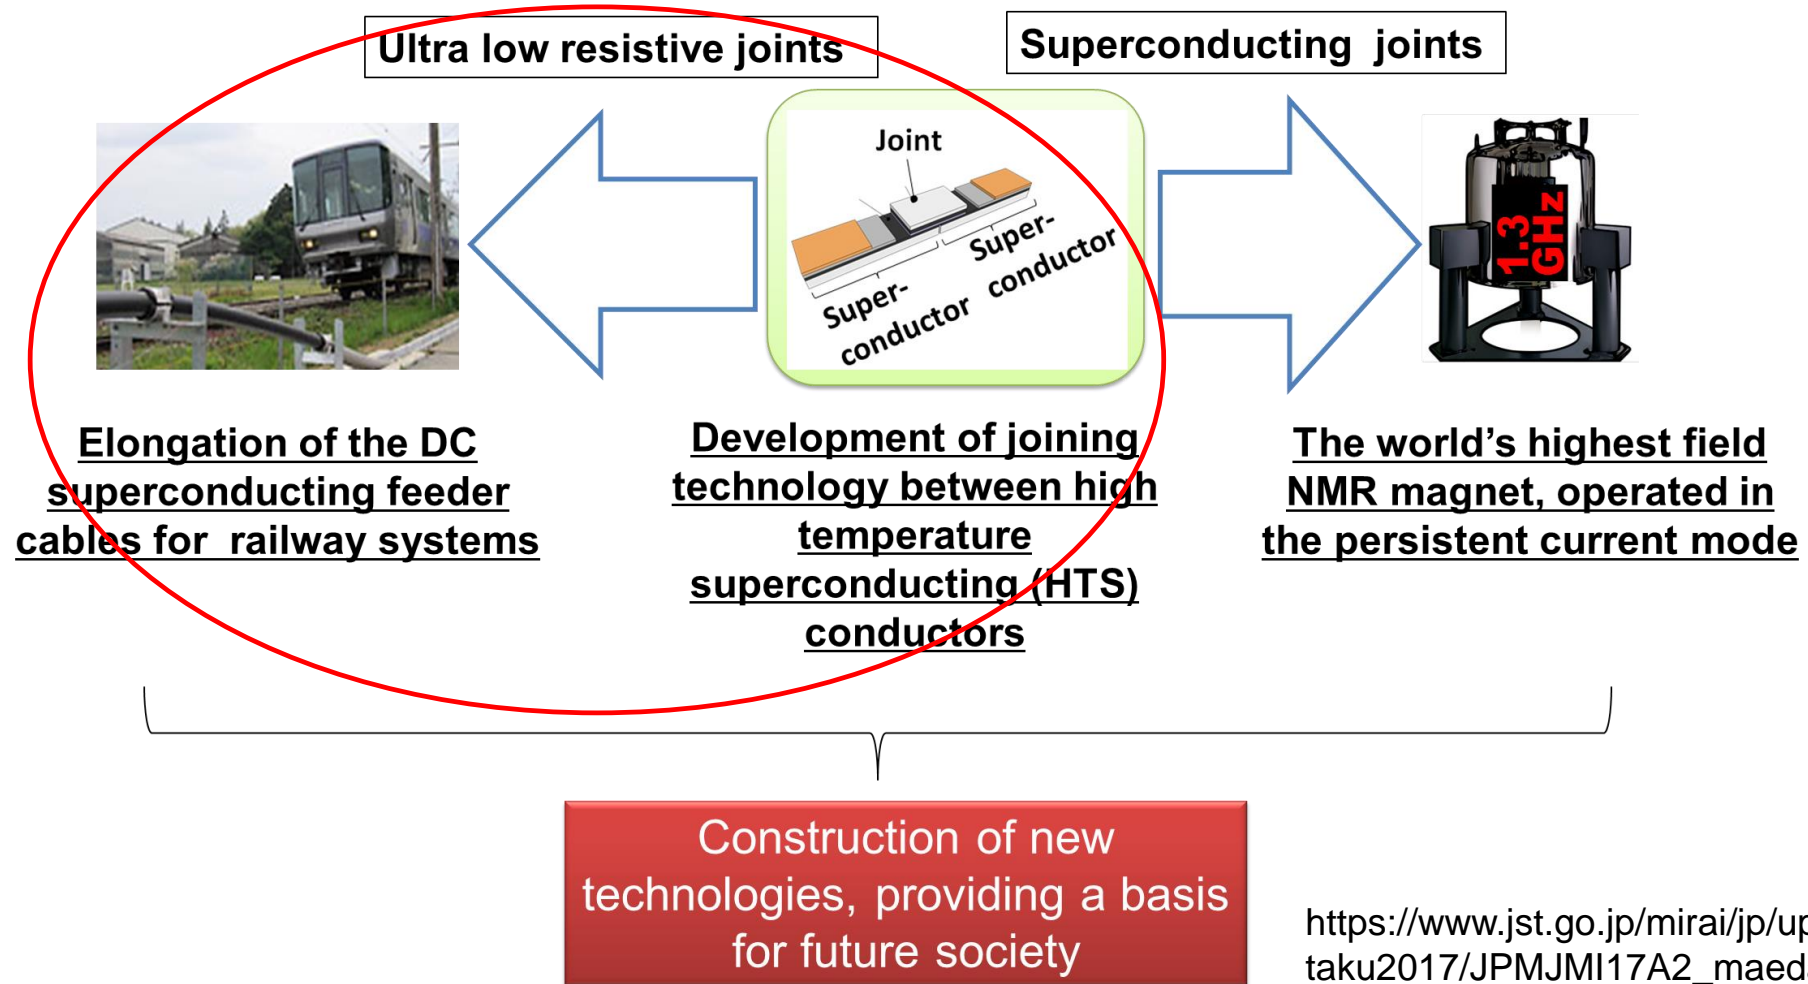 Ultra low resistive joints
Superconducting joints
Joint
Super-
conductor
Super-
conductor
1.3
GHz
Elongation of the DC
superconducting feeder
cables for railway systems
Development of joining
technology between high
temperature
superconducting (HTS)
conductors
The world’s highest field
NMR magnet, operated in
the persistent current mode
Construction of new
technologies, providing a basis
for future society
https://www.jst.go.jp/mirai/jp/up
taku2017/JPMJMI17A2_maeda